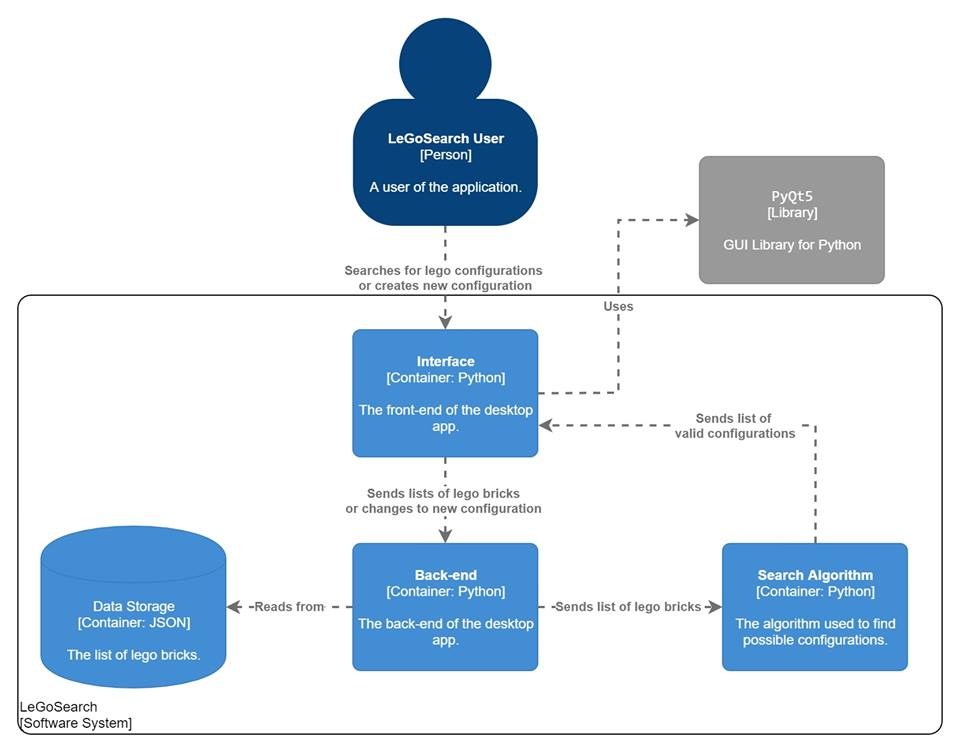 LeGoSearch User
[Person]
A user of the application.
PyQt5
[Library]
GUI Library for Python
Searches for lego configurations
or creates new configuration
Uses
Interface
[Container: Python]
The front-end of the desktop
app.
Sends list of
valid configurations
Sends lists of lego bricks
or changes to new configuration
Data Storage
[Container: JSON]
The list of lego bricks.
Reads from
Back-end
[Container: Python]
The back-end of the desktop
app.
Sends list of lego bricks
Search Algorithm
[Container: Python]
The algorithm used to find
possible configurations.
LeGoSearch
[Software System]